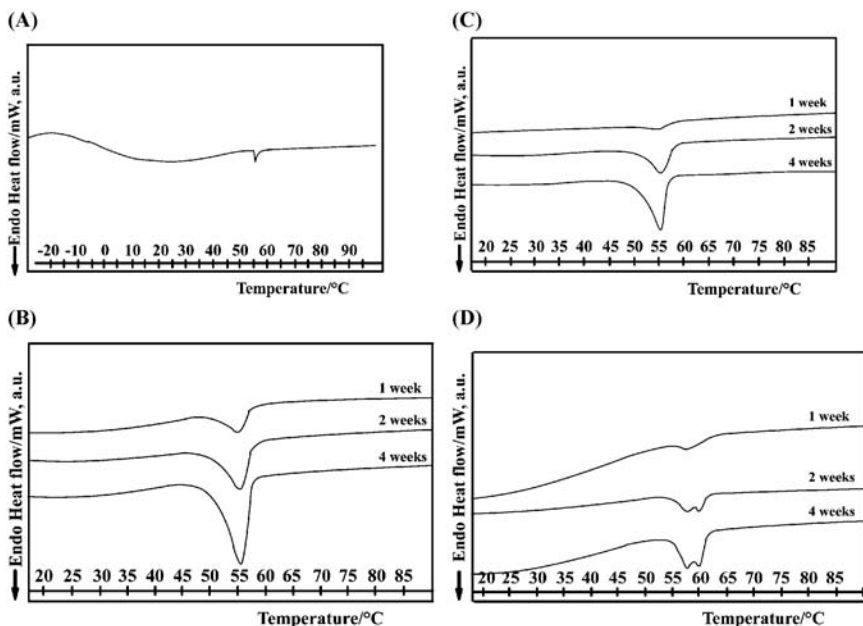 (A)
Endo Heat flow/mW, a.u.
-20 -10 0 10 20 30 40 50 60 70 80 90
Temperature/°C
(B)
Endo Heat flow/mW, a.u.
1 week
2 weeks
4 weeks
20 25 30 35 40 45 50 55 60 65 70 75 80 85
Temperature/°C
(C)
Endo Heat flow/mW, a.u.
1 week
2 weeks
4 weeks
20 25 30 35 40 45 50 55 60 65 70 75 80 85
Temperature/°C
(D)
Endo Heat flow/mW, a.u.
1 week
2 weeks
4 weeks
20 25 30 35 40 45 50 55 60 65 70 75 80 85
Temperature/°C